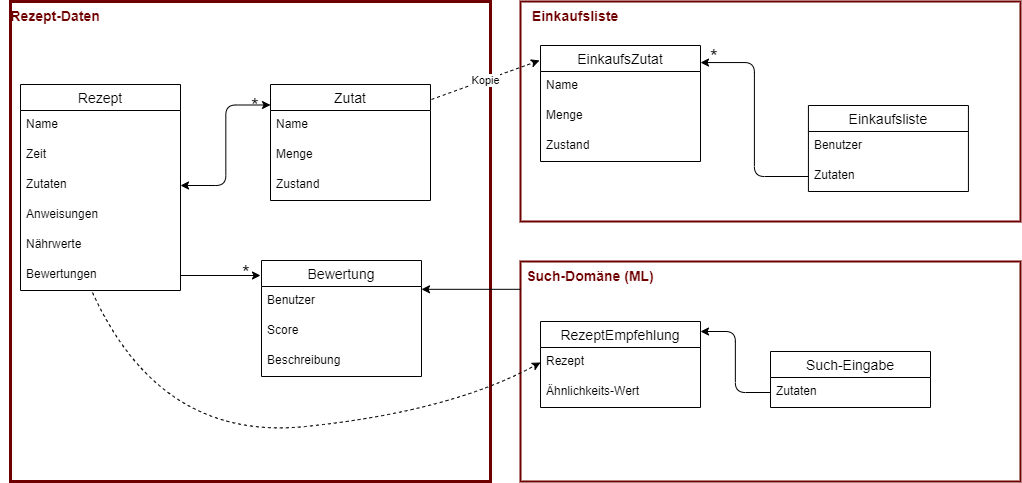 Rezept-Daten
Rezept
Name
Zeit
Zutaten
Anweisungen
Nährwerte
Bewertungen
*
Zutat
Name
Menge
Zustand
*
Bewertung
Benutzer
Score
Beschreibung
Kopie
Einkaufsliste
EinkaufsZutat
Name
Menge
Zustand
*
Einkaufsliste
Benutzer
Zutaten
Such-Domäne (ML)
RezeptEmpfehlung
Rezept
Ähnlichkeits-Wert
Such-Eingabe
Zutaten